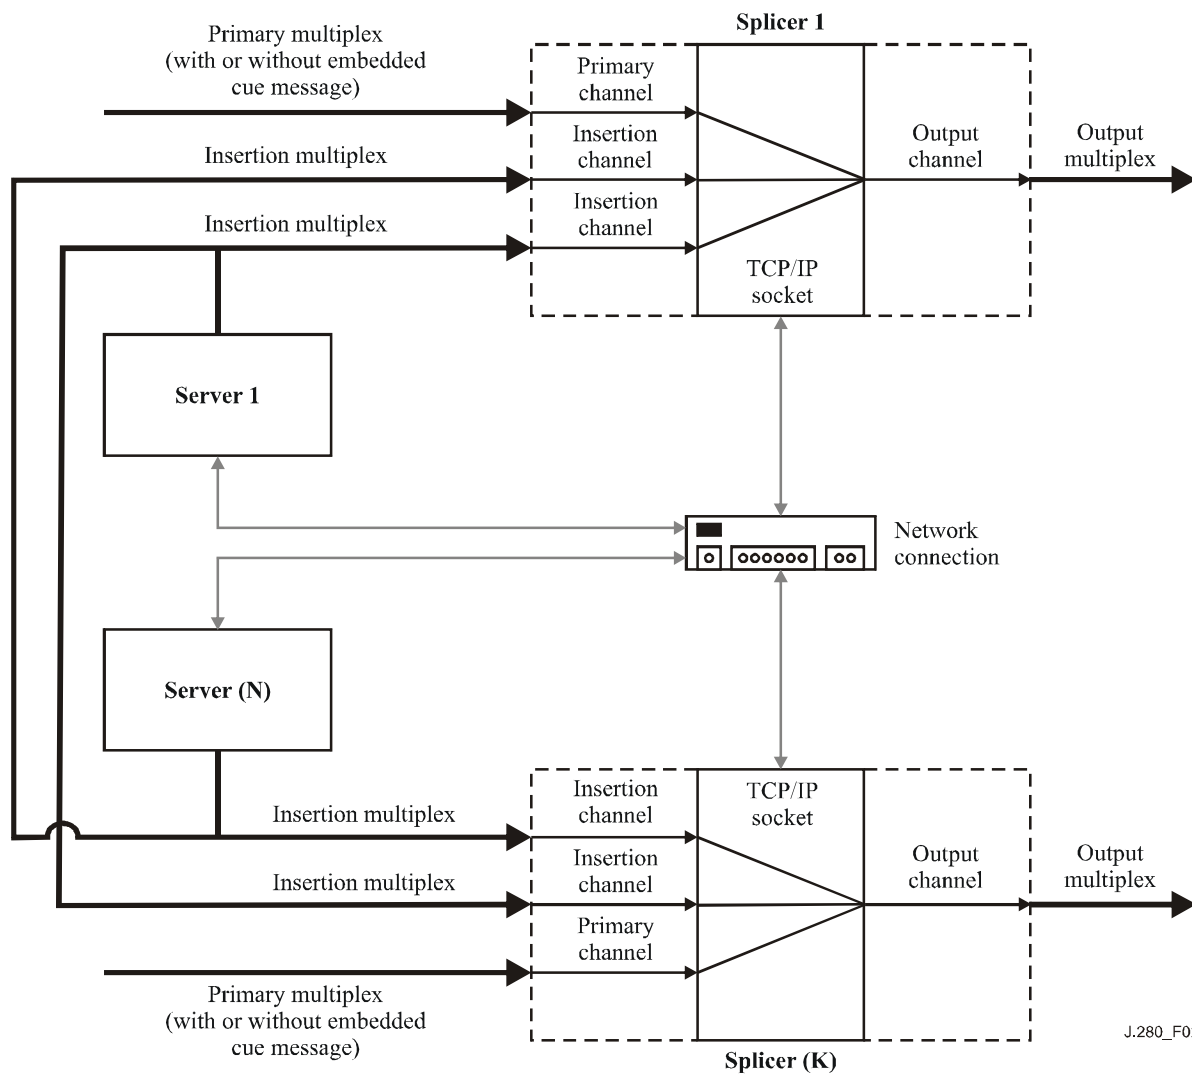 Splicer 1
Primary multiplex
(with or without embedded
cue message)
Primary
channel
Insertion multiplex
Insertion
channel
Output
channel
Output
multiplex
Insertion multiplex
Insertion
channel
TCP/IP
socket
Server 1
Network
connection
Server (N)
Insertion multiplex
Insertion
channel
TCP/IP
socket
Insertion multiplex
Insertion
channel
Output
channel
Output
multiplex
Primary
channel
Primary multiplex
(with or without embedded
cue message)
Splicer (K)